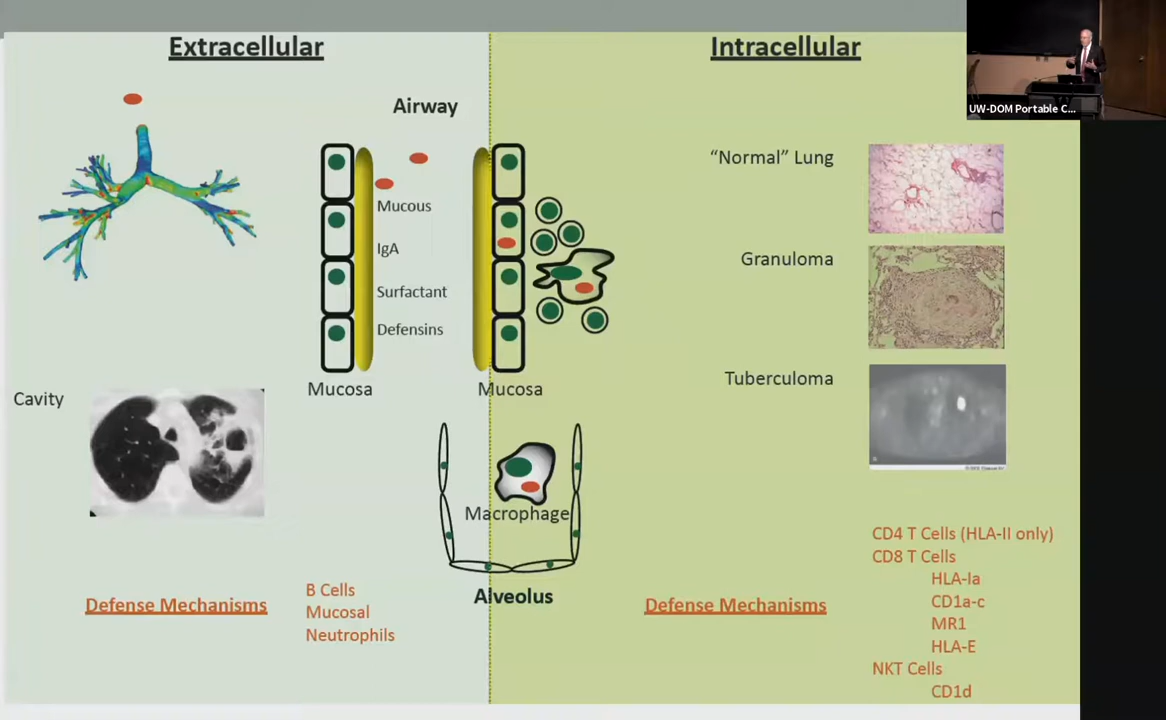 Extracellular
Intracellular
UW-DOM Portable C...
Airway
"Normal" Lung
Mucous
IgA
Granuloma
Surfactant
Defensins
Tuberculoma
Mucosa
Mucosa
Cavity
Macrophage
CD4 T Cells (HLA-II only)
CD8 T Cells
HLA-Ia
CD1a-c
MR1
HLA-E
NKT Cells
CD1d
Defense Mechanisms
B Cells
Mucosal
Neutrophils
Alveolus
Defense Mechanisms